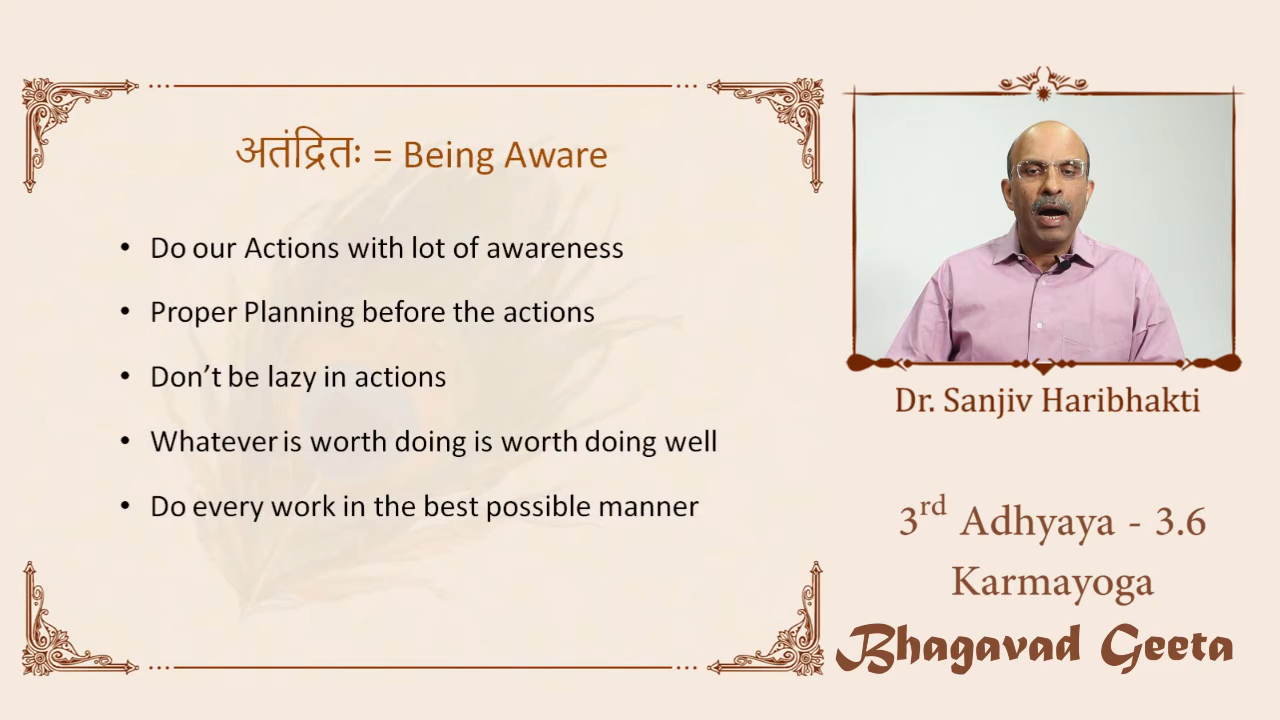 अतंद्रितः = Being Aware
• Do our Actions with lot of awareness
• Proper Planning before the actions
• Don’t be lazy in actions
• Whatever is worth doing is worth doing well
• Do every work in the best possible manner
Dr. Sanjiv Haribhakti
3rd Adhyaya - 3.6
Karmayoga
Bhagavad Geeta